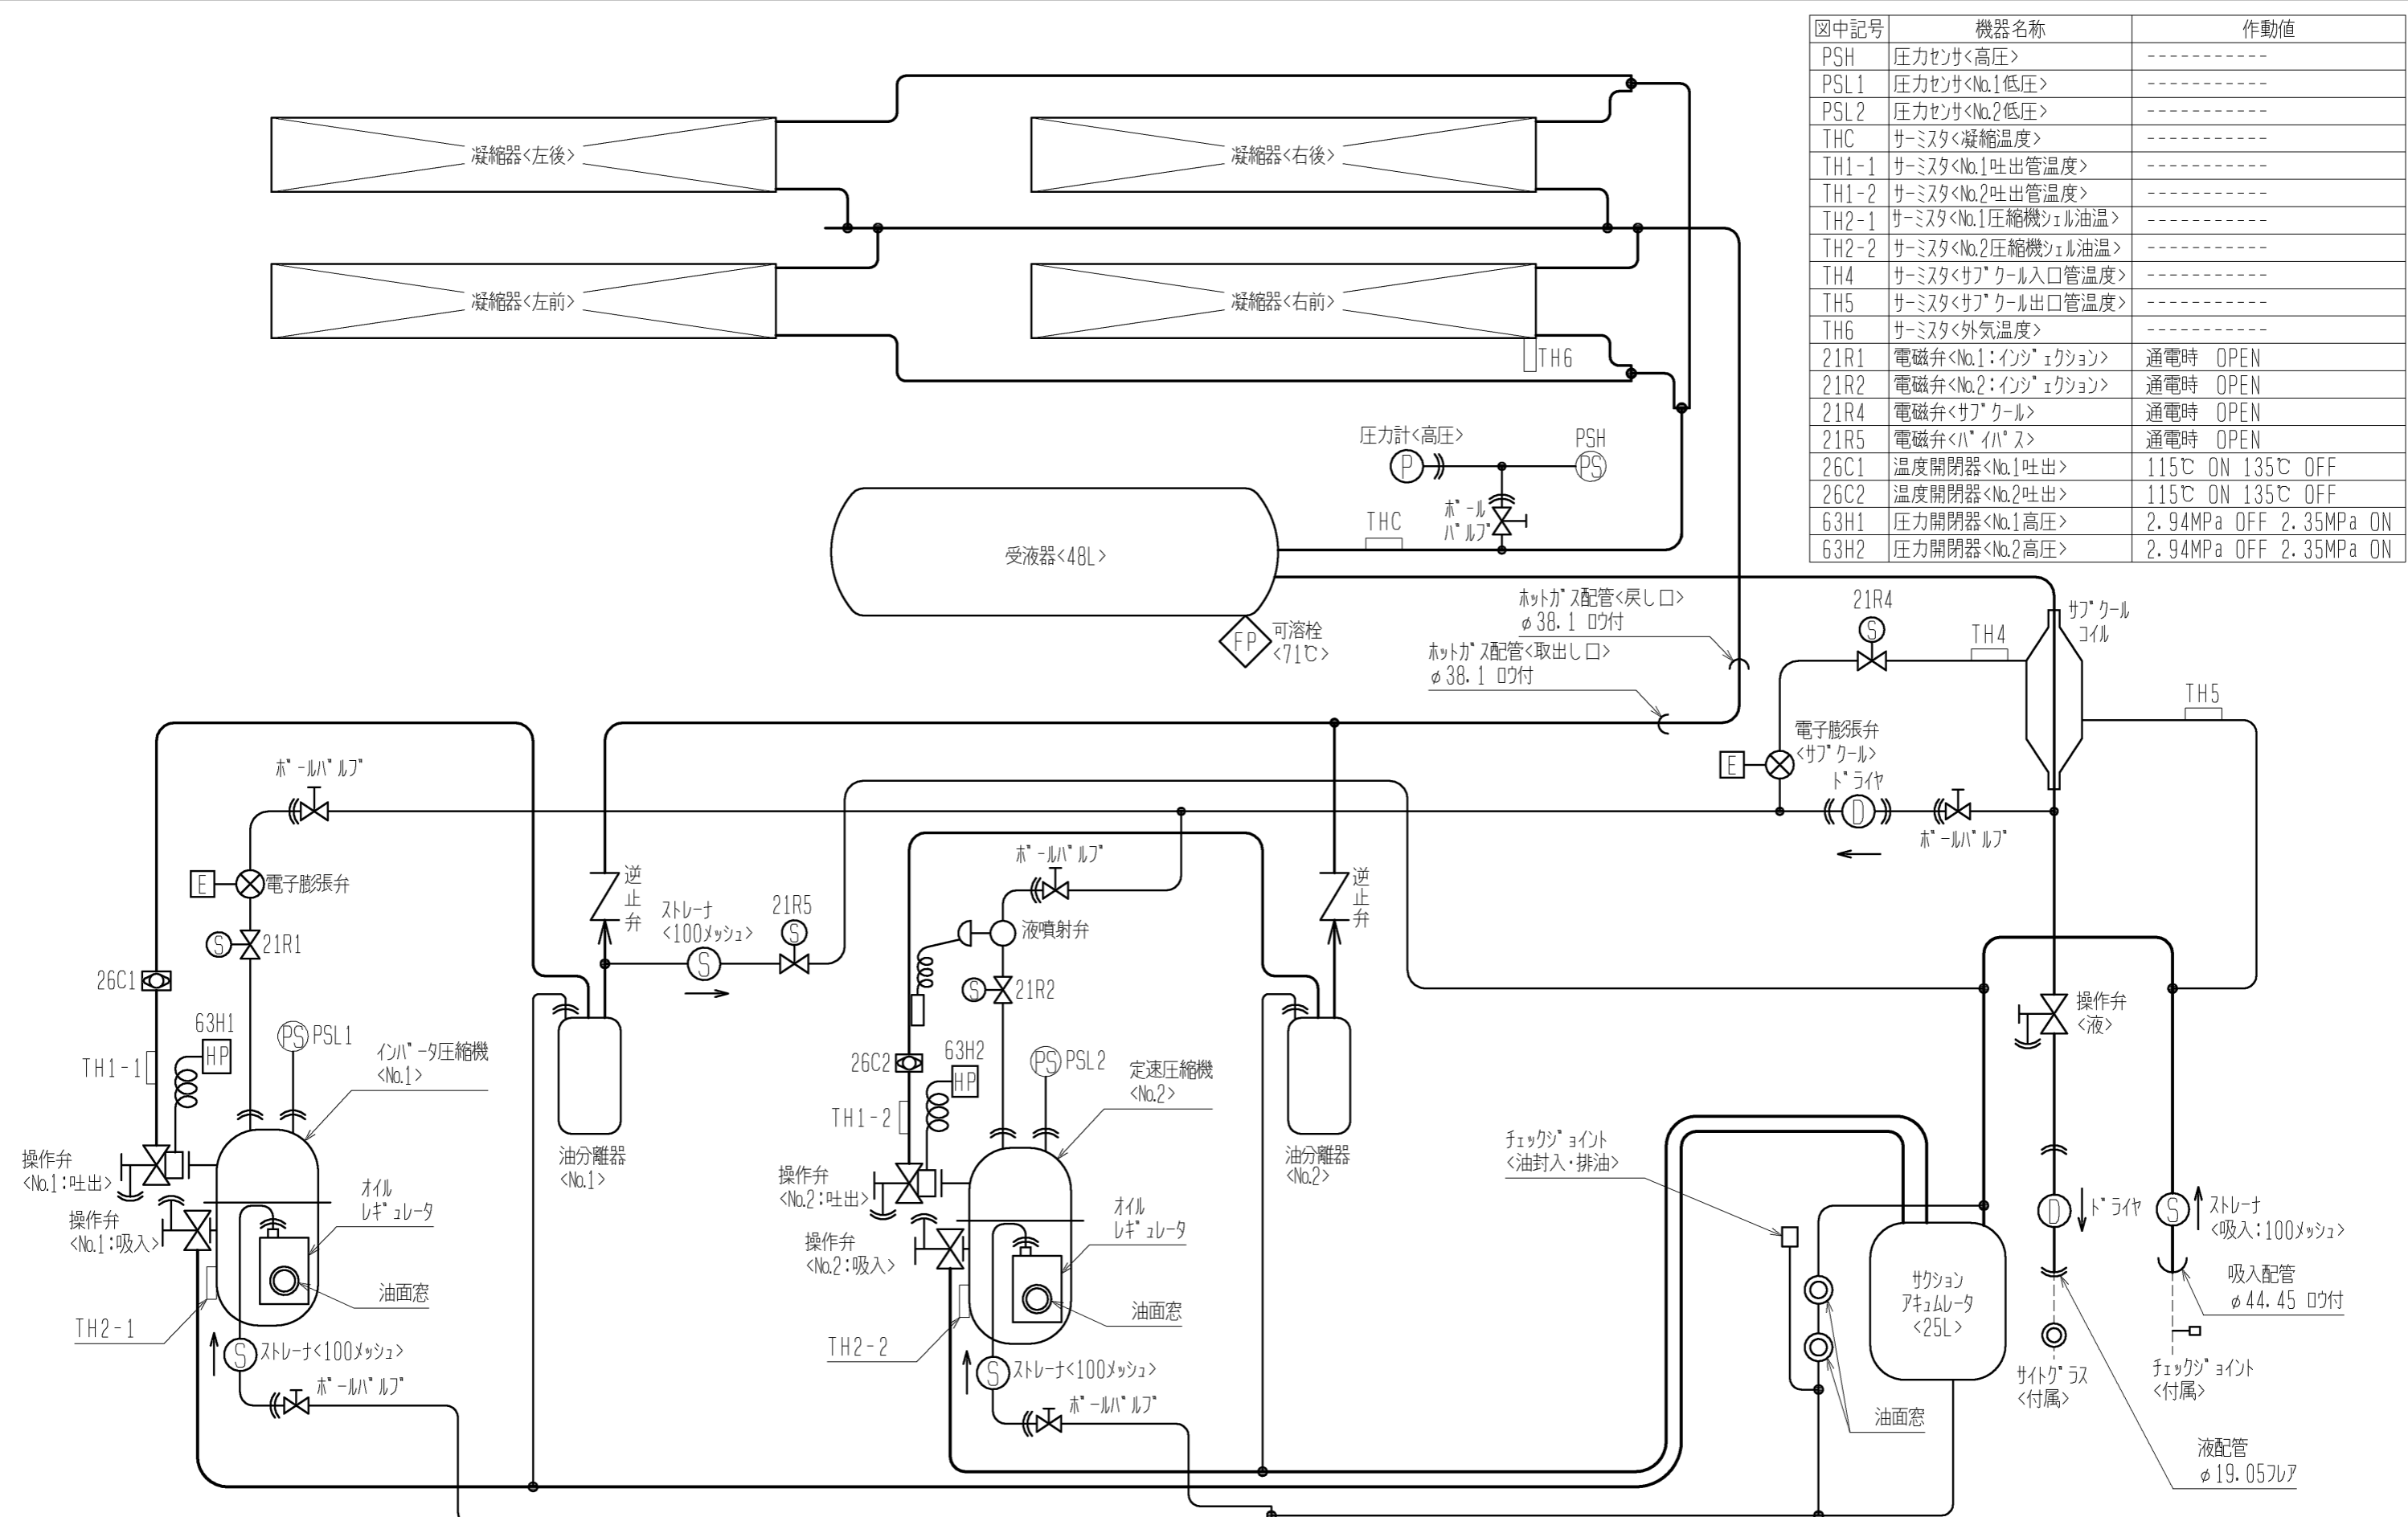 図中記号 機器名称 作動値
PSH 圧力センサ<高圧> -----------
PSL1 圧力センサ<No.1低圧> -----------
PSL2 圧力センサ<No.2低圧> -----------
THC サーミスタ<凝縮温度> -----------
TH1-1 サーミスタ<No.1吐出管温度> -----------
TH1-2 サーミスタ<No.2吐出管温度> -----------
TH2-1 サーミスタ<No.1圧縮機シェル油温> -----------
TH2-2 サーミスタ<No.2圧縮機シェル油温> -----------
TH4 サーミスタ<サブクール入口管温度> -----------
TH5 サーミスタ<サブクール出口管温度> -----------
TH6 サーミスタ<外気温度> -----------
21R1 電磁弁<No.1:インジェクション> 通電時 OPEN
21R2 電磁弁<No.2:インジェクション> 通電時 OPEN
21R4 電磁弁<サブクール> 通電時 OPEN
21R5 電磁弁<バイパス> 通電時 OPEN
26C1 温度開閉器<No.1吐出> 115℃ ON 135℃ OFF
26C2 温度開閉器<No.2吐出> 115℃ ON 135℃ OFF
63H1 圧力開閉器<No.1高圧> 2.94MPa OFF 2.35MPa ON
63H2 圧力開閉器<No.2高圧> 2.94MPa OFF 2.35MPa ON
凝縮器<左後>
凝縮器<右後>
凝縮器<左前>
凝縮器<右前>
TH6
圧力計<高圧>
P
PSH
PS
ボール
バルブ
THC
受液器<48L>
FP
可溶栓
<71℃>
ホットガス配管<戻し口>
φ38.1 ロウ付
ホットガス配管<取出し口>
φ38.1 ロウ付
21R4
S
TH4
サブクール
コイル
TH5
電子膨張弁
<サブクール>
E
ドライヤ
D
ボールバルブ
ボールバルブ
E
電子膨張弁
S
21R1
26C1
63H1
HP
TH1-1
PS
PSL1
インバータ圧縮機
<No.1>
操作弁
<No.1:吐出>
操作弁
<No.1:吸入>
オイル
レギュレータ
油面窓
TH2-1
S
ストレーナ<100メッシュ>
ボールバルブ
逆
止
弁
ストレーナ
<100メッシュ>
S
21R5
S
油分離器
<No.1>
ボールバルブ
液噴射弁
S
21R2
26C2
63H2
HP
TH1-2
PS
PSL2
定速圧縮機
<No.2>
操作弁
<No.2:吐出>
操作弁
<No.2:吸入>
オイル
レギュレータ
油面窓
TH2-2
S
ストレーナ<100メッシュ>
ボールバルブ
逆
止
弁
油分離器
<No.2>
チェックジョイント
<油封入・排油>
サクション
アキュムレータ
<25L>
油面窓
操作弁
<液>
D
ドライヤ
S
ストレーナ
<吸入:100メッシュ>
吸入配管
φ44.45 ロウ付
サイトグラス
<付属>
チェックジョイント
<付属>
液配管
φ19.05フレア